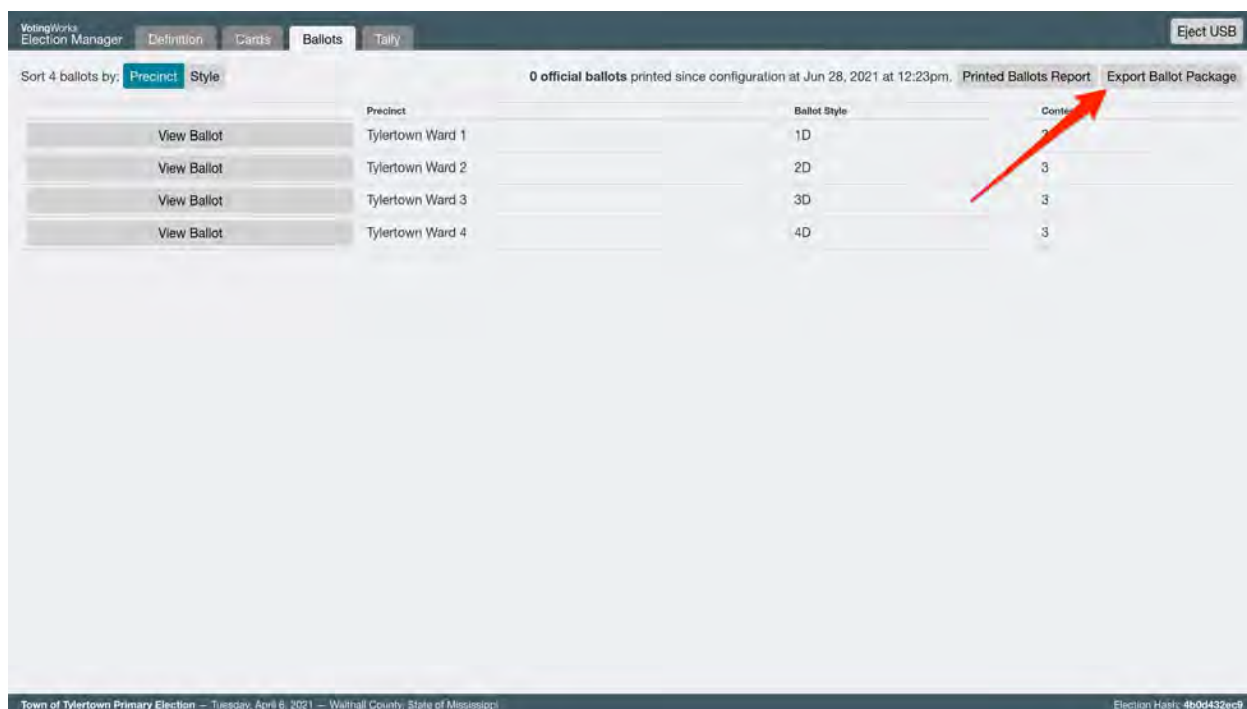 VotingWorks
Election Manager Definition Cards Ballots Tally Eject USB
Sort 4 ballots by: Precinct Style 0 official ballots printed since configuration at Jun 28, 2021 at 12:23pm. Printed Ballots Report Export Ballot Package
Precinct Ballot Style
View Ballot Tylertown Ward 1 1D
View Ballot Tylertown Ward 2 2D 3
View Ballot Tylertown Ward 3 3D 3
View Ballot Tylertown Ward 4 4D 3
Town of Tylertown Primary Election – Tuesday, April 6, 2021 – Walthall County, State of Mississippi Election Hash: 4b0d432ec9